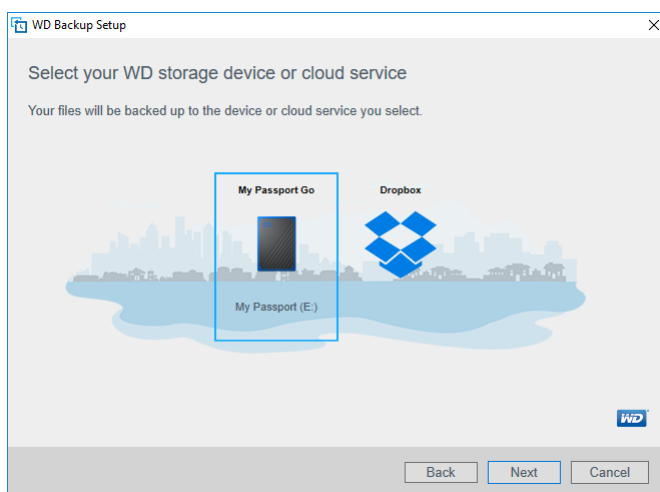 WD Backup Setup
Select your WD storage device or cloud service
Your files will be backed up to the device or cloud service you select.
My Passport Go
Dropbox
My Passport (E:)
WD
Back
Next
Cancel